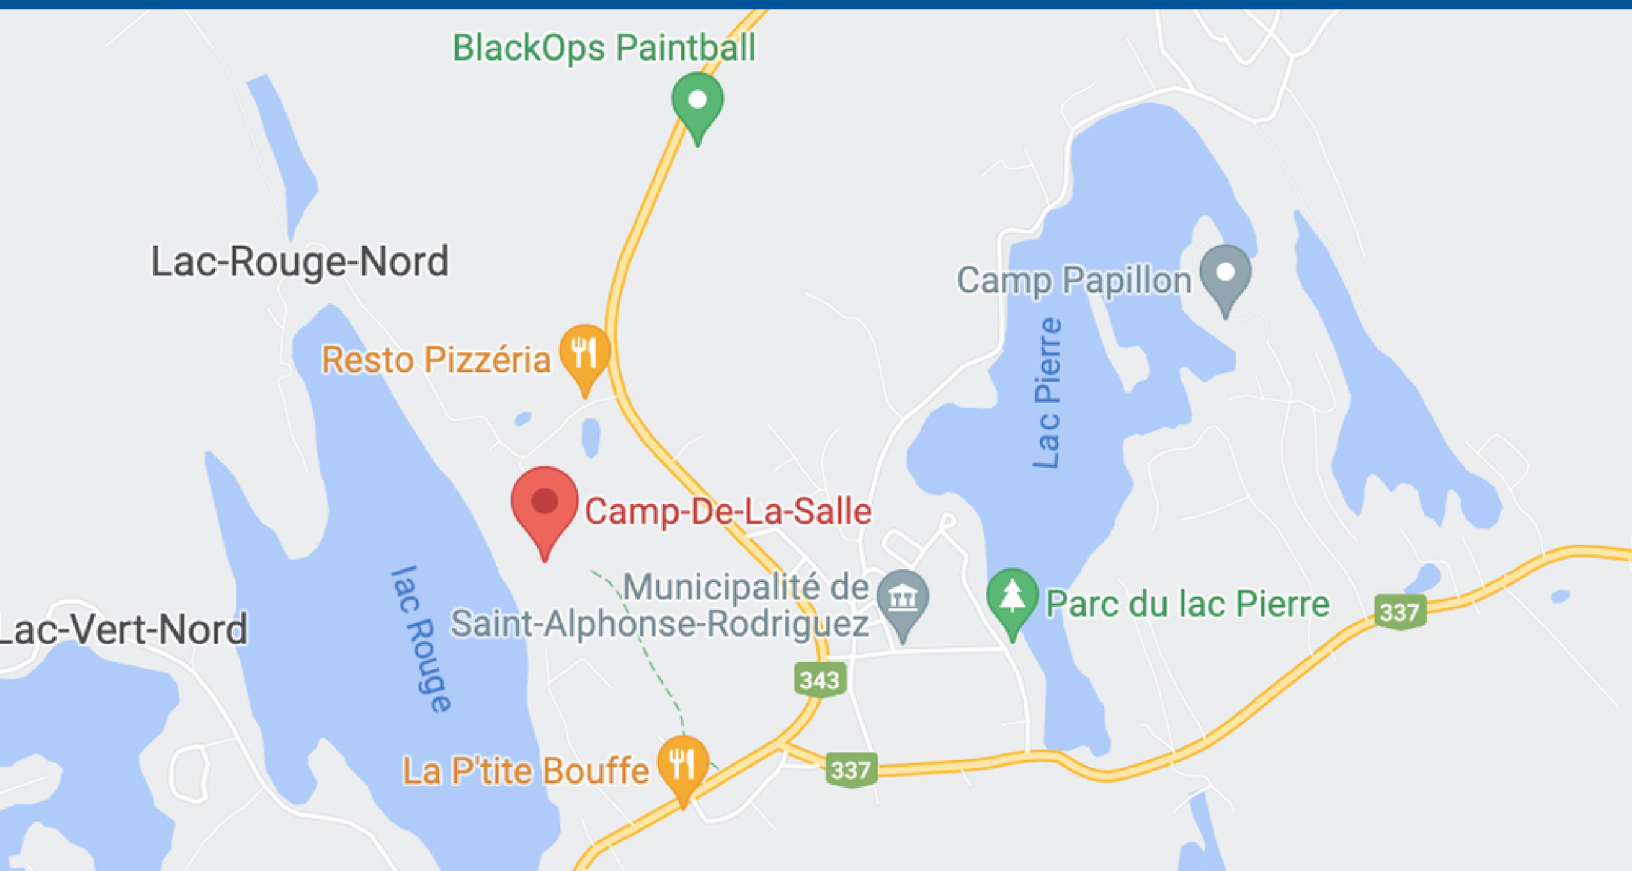 BlackOps Paintball
Lac-Rouge-Nord
Camp Papillon
Resto Pizzéria
Lac Pierre
Camp-De-La-Salle
Municipalité de
Saint-Alphonse-Rodriguez
Parc du lac Pierre
337
Lac-Vert-Nord
lac Rouge
343
La P'tite Bouffe
337